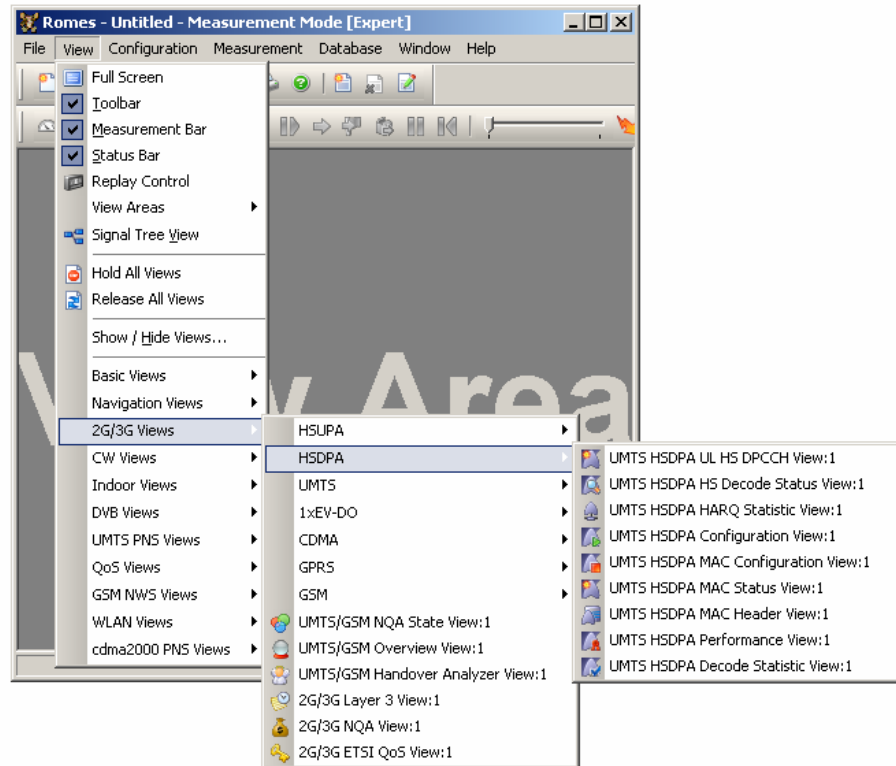 Romes - Untitled - Measurement Mode [Expert]
File View Configuration Measurement Database Window Help
Full Screen
Toolbar
Measurement Bar
Status Bar
Replay Control
View Areas
Signal Tree View
Hold All Views
Release All Views
Show / Hide Views...
Basic Views
Navigation Views
2G/3G Views
CW Views
Indoor Views
DVB Views
UMTS PNS Views
QoS Views
GSM NWS Views
WLAN Views
cdma2000 PNS Views
HSUPA
HSDPA
UMTS
1xEV-DO
CDMA
GPRS
GSM
UMTS/GSM NQA State View:1
UMTS/GSM Overview View:1
UMTS/GSM Handover Analyzer View:1
2G/3G Layer 3 View:1
2G/3G NQA View:1
2G/3G ETSI QoS View:1
UMTS HSDPA UL HS DPCCH View:1
UMTS HSDPA HS Decode Status View:1
UMTS HSDPA HARQ Statistic View:1
UMTS HSDPA Configuration View:1
UMTS HSDPA MAC Configuration View:1
UMTS HSDPA MAC Status View:1
UMTS HSDPA MAC Header View:1
UMTS HSDPA Performance View:1
UMTS HSDPA Decode Statistic View:1
Area